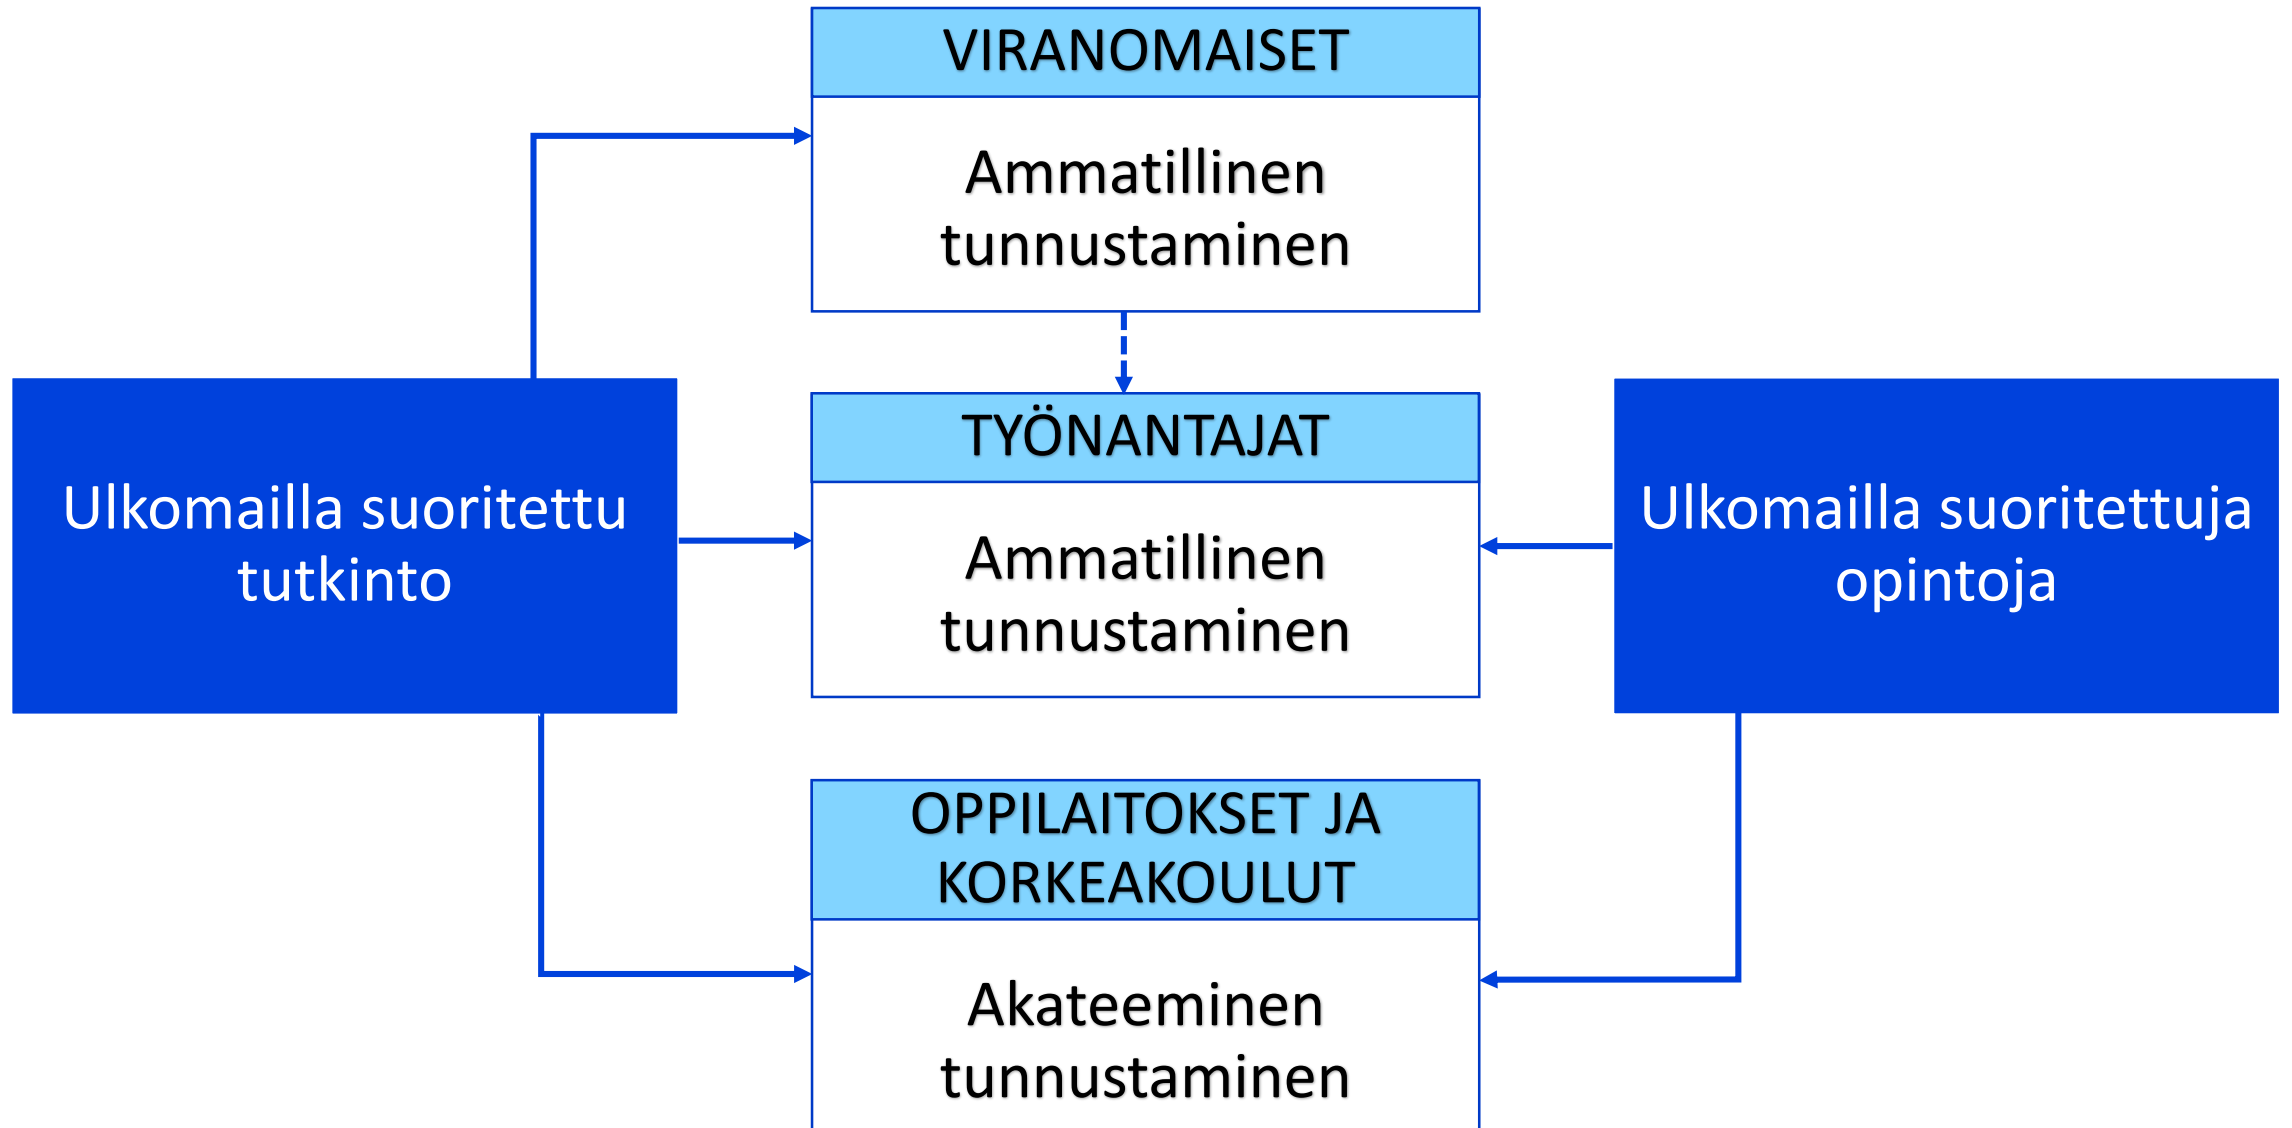 VIRANOMAISET
Ammatillinen
tunnustaminen
Ulkomailla suoritettu
tutkinto
TYÖNANTAJAT
Ammatillinen
tunnustaminen
Ulkomailla suoritettuja
opintoja
OPPILAITOKSET JA
KORKEAKOULUT
Akateeminen
tunnustaminen